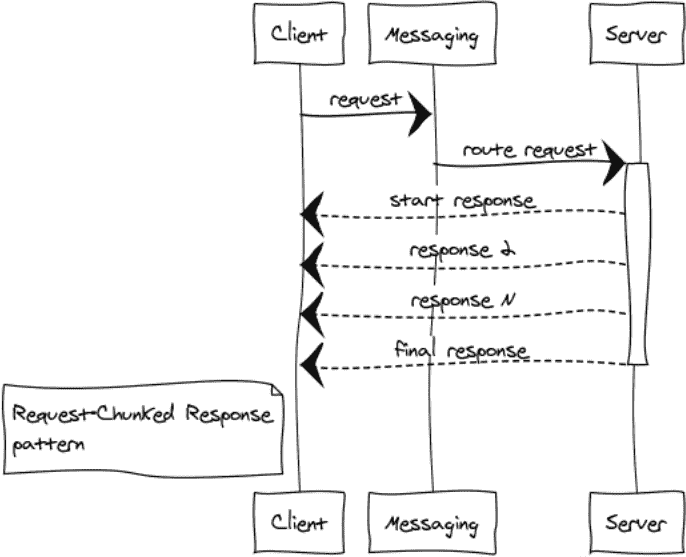 Client Messaging Server
request
route request
start response
response 2
response N
final response
Request-Chunked Response
pattern
Client Messaging Server